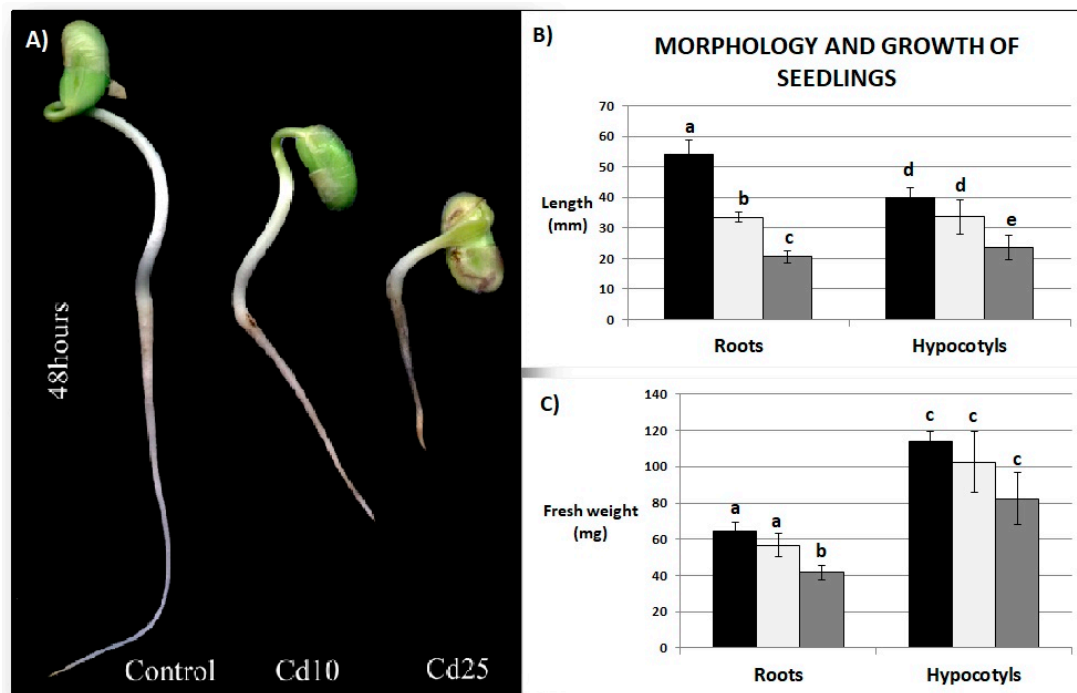 A)
48hours
Control Cd10 Cd25
B)
MORPHOLOGY AND GROWTH OF
SEEDLINGS
70
60
50
40
30
20
10
0
Length
(mm)
a
b
c
d
d
e
Roots Hypocotyls
C)
140
120
100
80
60
40
20
0
Fresh weight
(mg)
a
a
b
c
c
c
Roots Hypocotyls